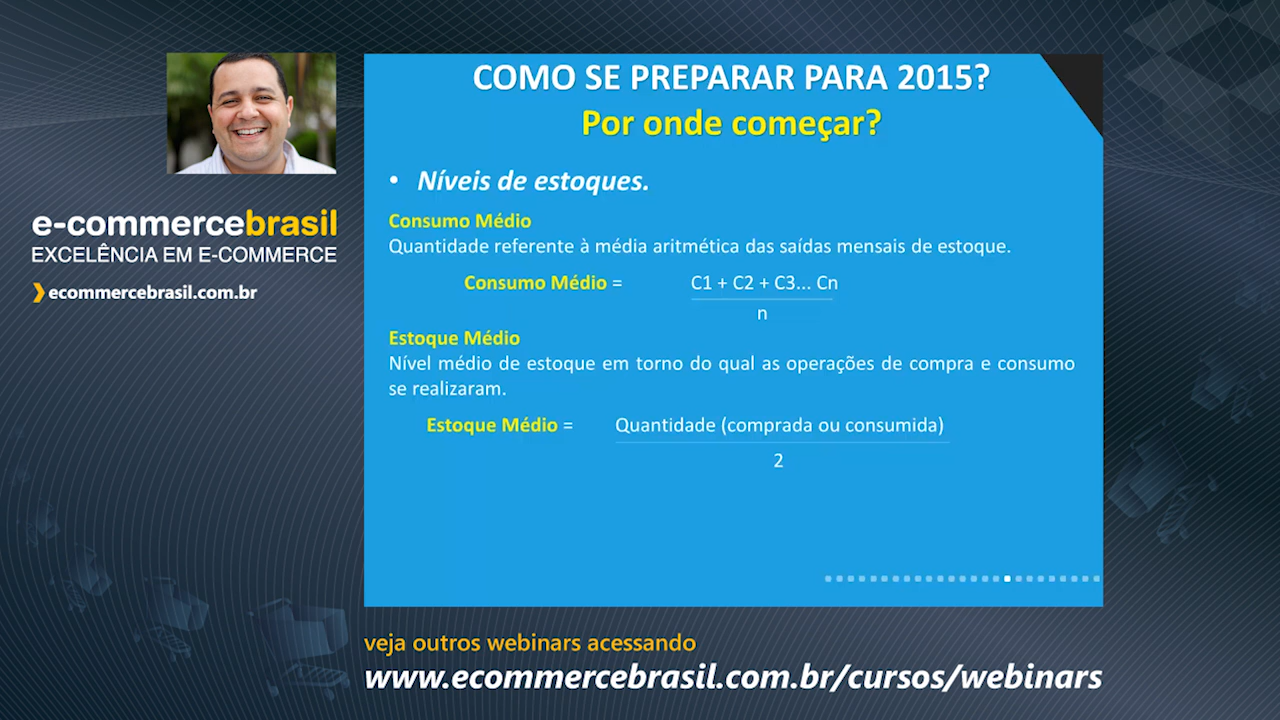 COMO SE PREPARAR PARA 2015?
Por onde começar?
• Níveis de estoques.
Consumo Médio
Quantidade referente à média aritmética das saídas mensais de estoque.
Consumo Médio = C1 + C2 + C3... Cn
n
Estoque Médio
Nível médio de estoque em torno do qual as operações de compra e consumo
se realizaram.
Estoque Médio = Quantidade (comprada ou consumida)
2
e-commercebrasil
EXCELÊNCIA EM E-COMMERCE
ecommercebrasil.com.br
veja outros webinars acessando
www.ecommercebrasil.com.br/cursos/webinars